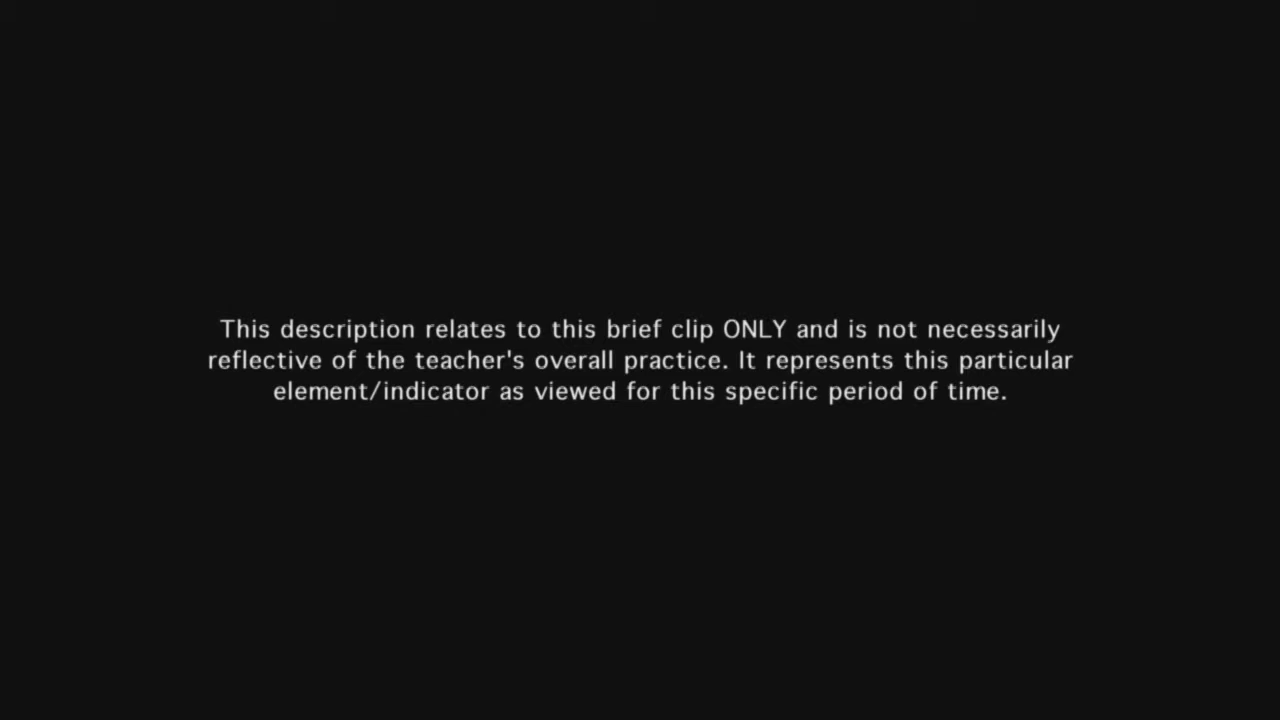 This description relates to this brief clip ONLY and is not necessarily
reflective of the teacher's overall practice. It represents this particular
element/indicator as viewed for this specific period of time.